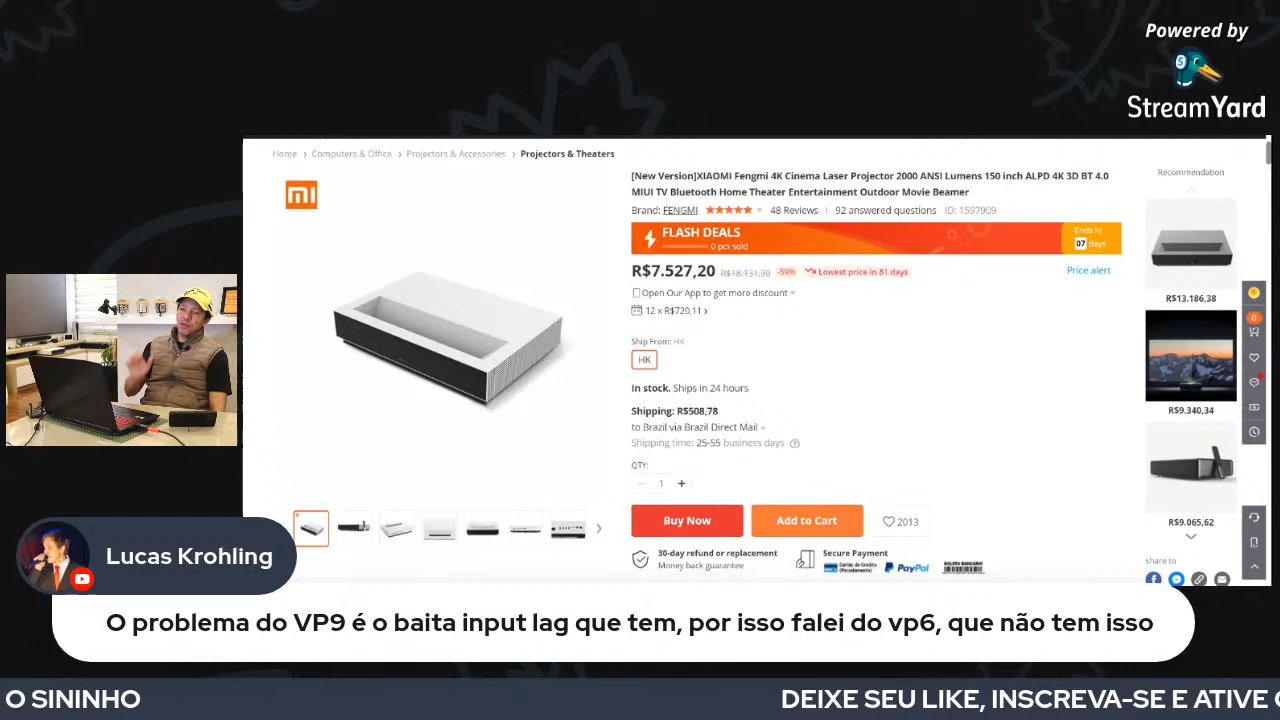 Powered by
StreamYard
Home > Computers & Office > Projectors & Accessories > Projectors & Theaters
mi
[New Version]XIAOMI Fengmi 4K Cinema Laser Projector 2000 ANSI Lumens 150 inch ALPD 4K 3D BT 4.0
MIUI TV Bluetooth Home Theater Entertainment Outdoor Movie Beamer
Brand: FENGMI 48 Reviews | 92 answered questions ID: 1597909
FLASH DEALS
0 pcs sold
Ends in
07 days
R$7.527,20 R$18.131,30 -59% Lowest price in 81 days
Price alert
Open Our App to get more discount
12 x R$720,11 >
Ship From: HK
HK
In stock. Ships in 24 hours
Shipping: R$508,78
to Brazil via Brazil Direct Mail
Shipping time: 25-55 business days
QTY:
1 +
Buy Now
Add to Cart
2013
30-day refund or replacement
Money back guarantee
Secure Payment
PayPal
Recommendation
R$13.186,38
R$9.340,34
R$9.065,62
share to
0
Lucas Krohling
O problema do VP9 é o baita input lag que tem, por isso falei do vp6, que não tem isso
O SININHO
DEIXE SEU LIKE, INSCREVA-SE E ATIVE